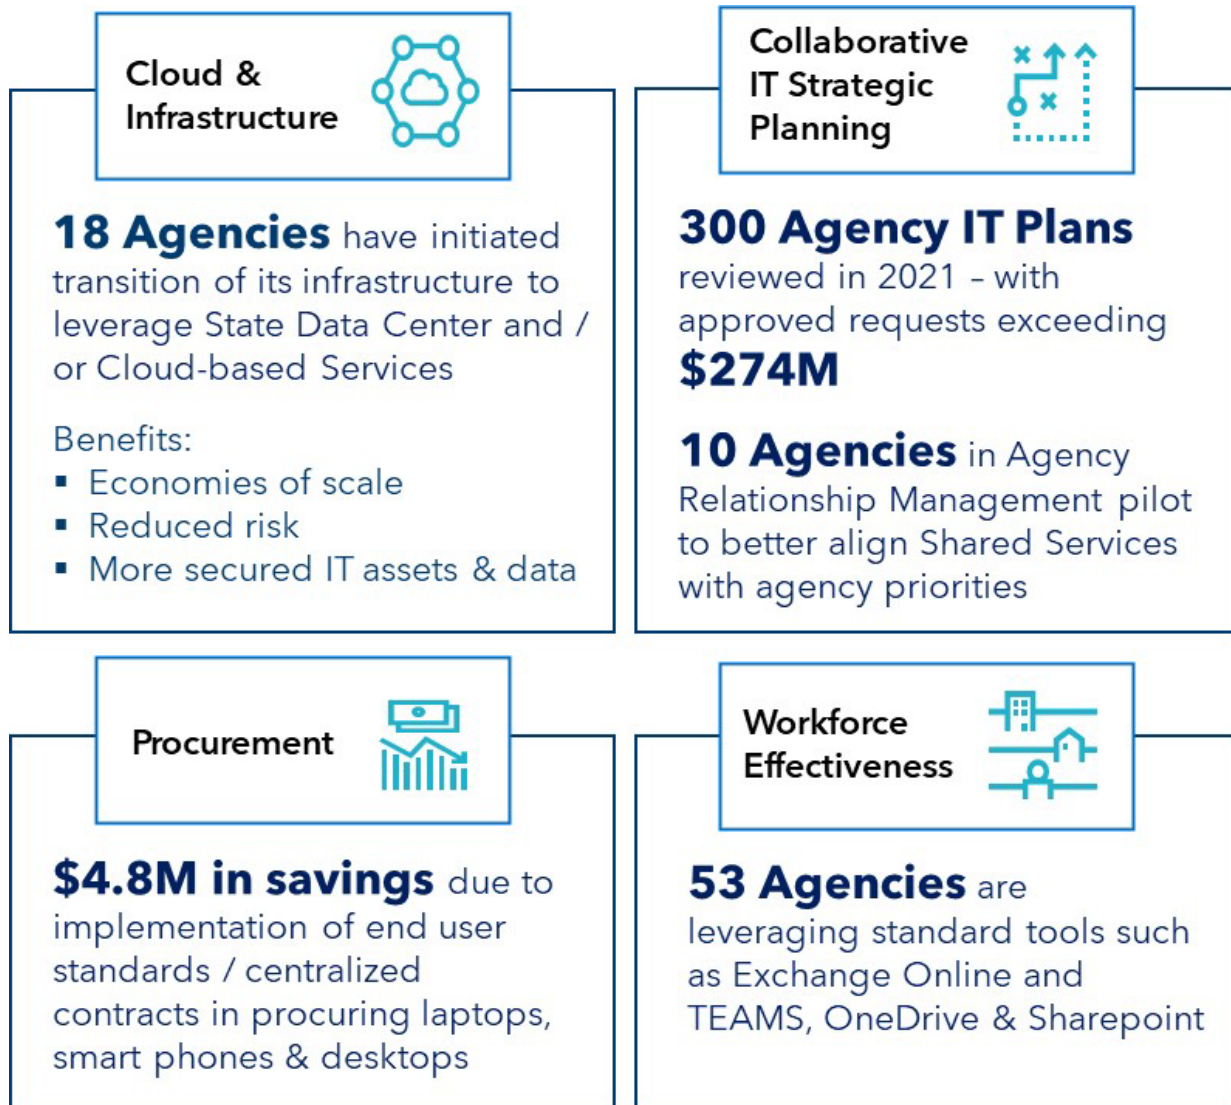 Cloud &
Infrastructure
18 Agencies have initiated
transition of its infrastructure to
leverage State Data Center and /
or Cloud-based Services
Benefits:
▪ Economies of scale
▪ Reduced risk
▪ More secured IT assets & data
Collaborative
IT Strategic
Planning
300 Agency IT Plans
reviewed in 2021 – with
approved requests exceeding
$274M
10 Agencies in Agency
Relationship Management pilot
to better align Shared Services
with agency priorities
Procurement
$4.8M in savings due to
implementation of end user
standards / centralized
contracts in procuring laptops,
smart phones & desktops
Workforce
Effectiveness
53 Agencies are
leveraging standard tools such
as Exchange Online and
TEAMS, OneDrive & Sharepoint